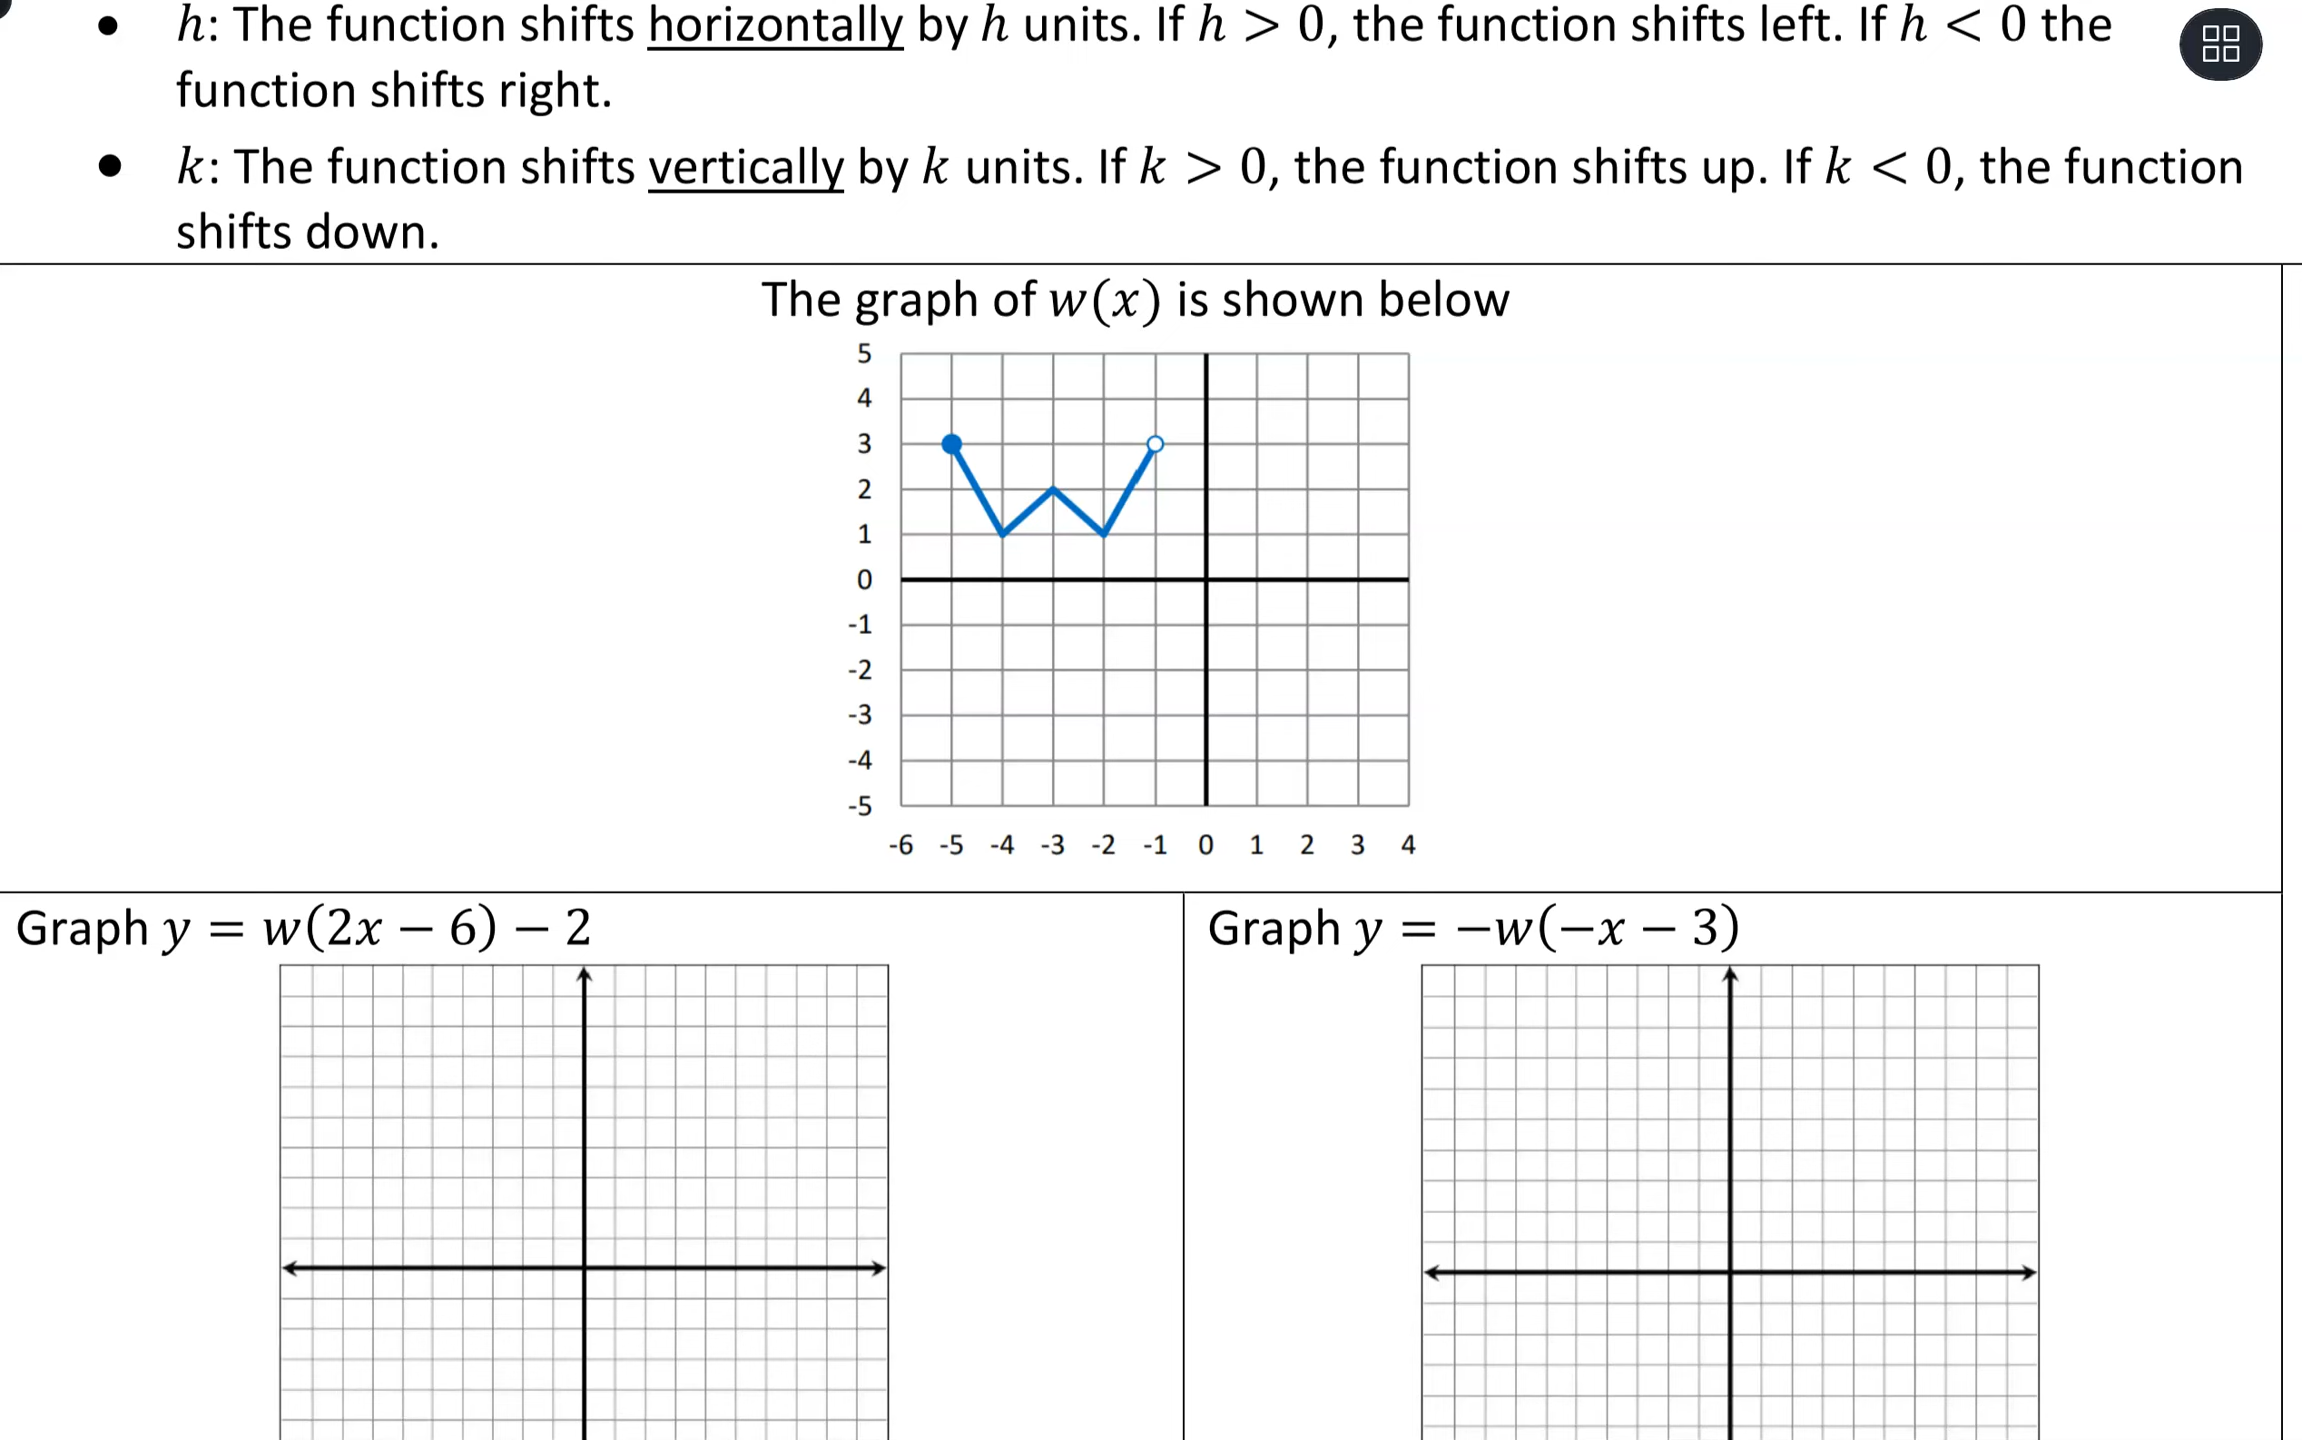 • h: The function shifts horizontally by h units. If h > 0, the function shifts left. If h < 0 the
function shifts right.
• k: The function shifts vertically by k units. If k > 0, the function shifts up. If k < 0, the function
shifts down.
The graph of w(x) is shown below
5
4
3
2
1
0
-1
-2
-3
-4
-5
-6 -5 -4 -3 -2 -1 0 1 2 3 4
Graph y = w(2x − 6) − 2
Graph y = −w(−x − 3)